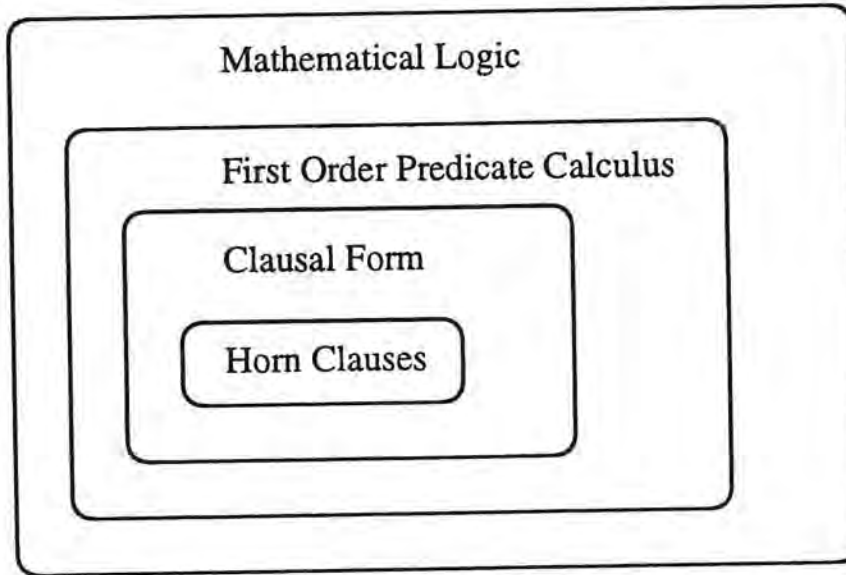 Mathematical Logic
First Order Predicate Calculus
Clausal Form
Horn Clauses